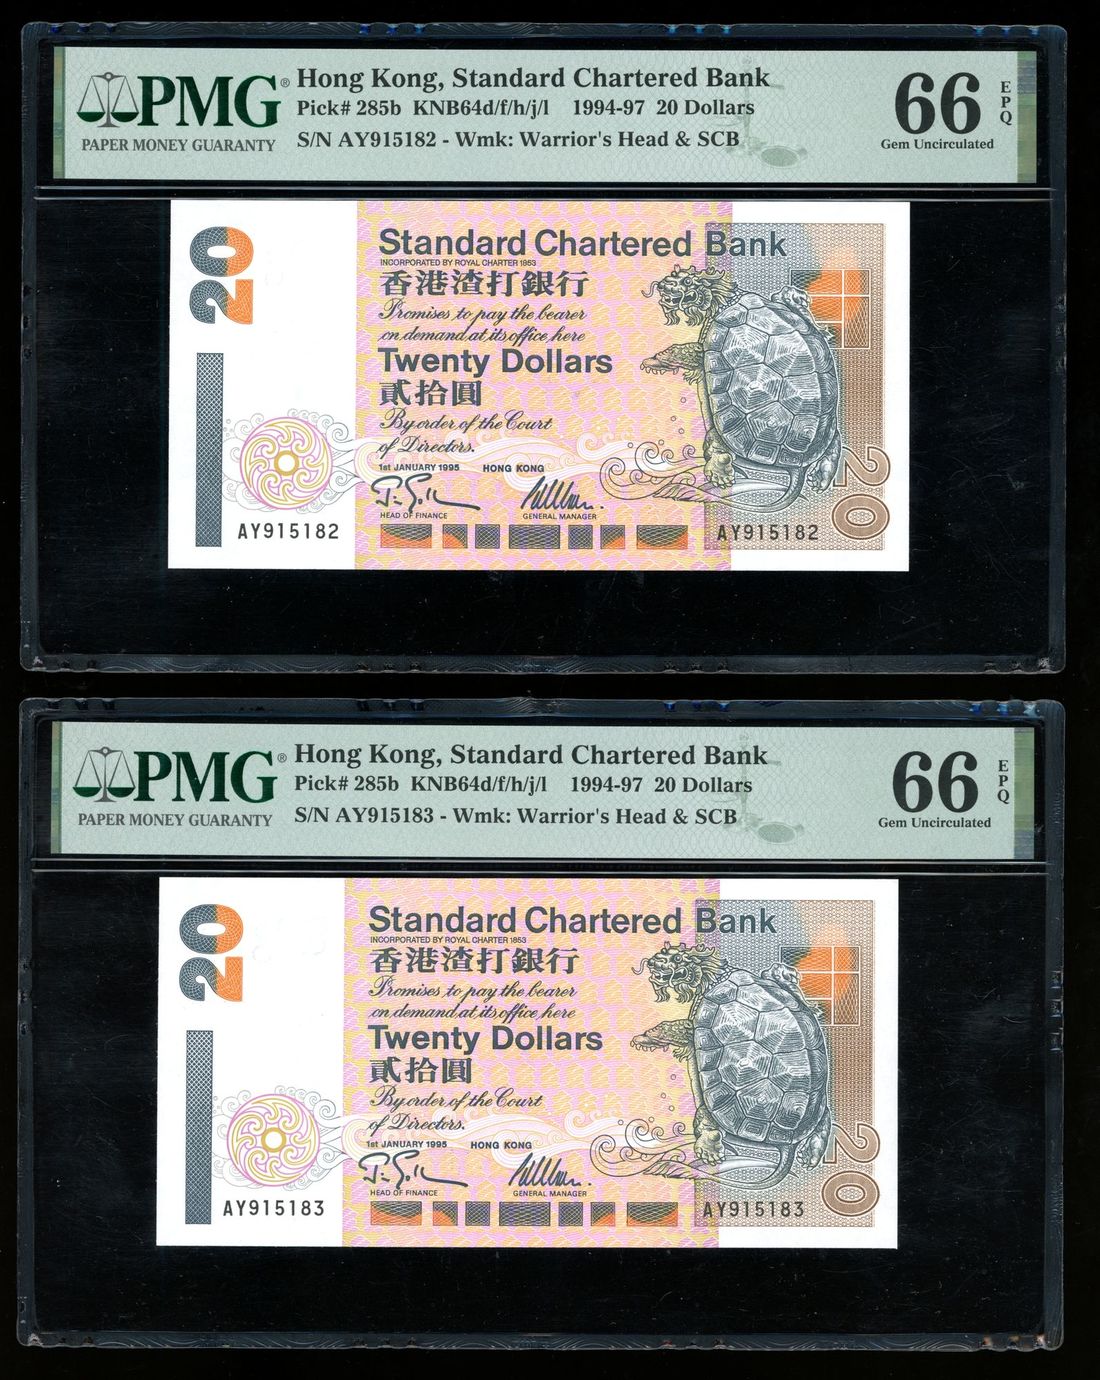 PMG®
PAPER MONEY GUARANTY
Hong Kong, Standard Chartered Bank
Pick# 285b KNB64d/f/h/j/l 1994-97 20 Dollars
S/N AY915182 - Wmk: Warrior's Head & SCB
66
EPQ
Gem Uncirculated
20
Standard Chartered Bank
INCORPORATED BY ROYAL CHARTER 1853
香港渣打銀行
Promises to pay the bearer
on demand at its office here
Twenty Dollars
貳拾圓
By order of the Court
of Directors.
1st JANUARY 1995 HONG KONG
HEAD OF FINANCE GENERAL MANAGER
20
AY915182 AY915182
PMG®
PAPER MONEY GUARANTY
Hong Kong, Standard Chartered Bank
Pick# 285b KNB64d/f/h/j/l 1994-97 20 Dollars
S/N AY915183 - Wmk: Warrior's Head & SCB
66
EPQ
Gem Uncirculated
20
Standard Chartered Bank
INCORPORATED BY ROYAL CHARTER 1853
香港渣打銀行
Promises to pay the bearer
on demand at its office here
Twenty Dollars
貳拾圓
By order of the Court
of Directors.
1st JANUARY 1995 HONG KONG
HEAD OF FINANCE GENERAL MANAGER
20
AY915183 AY915183